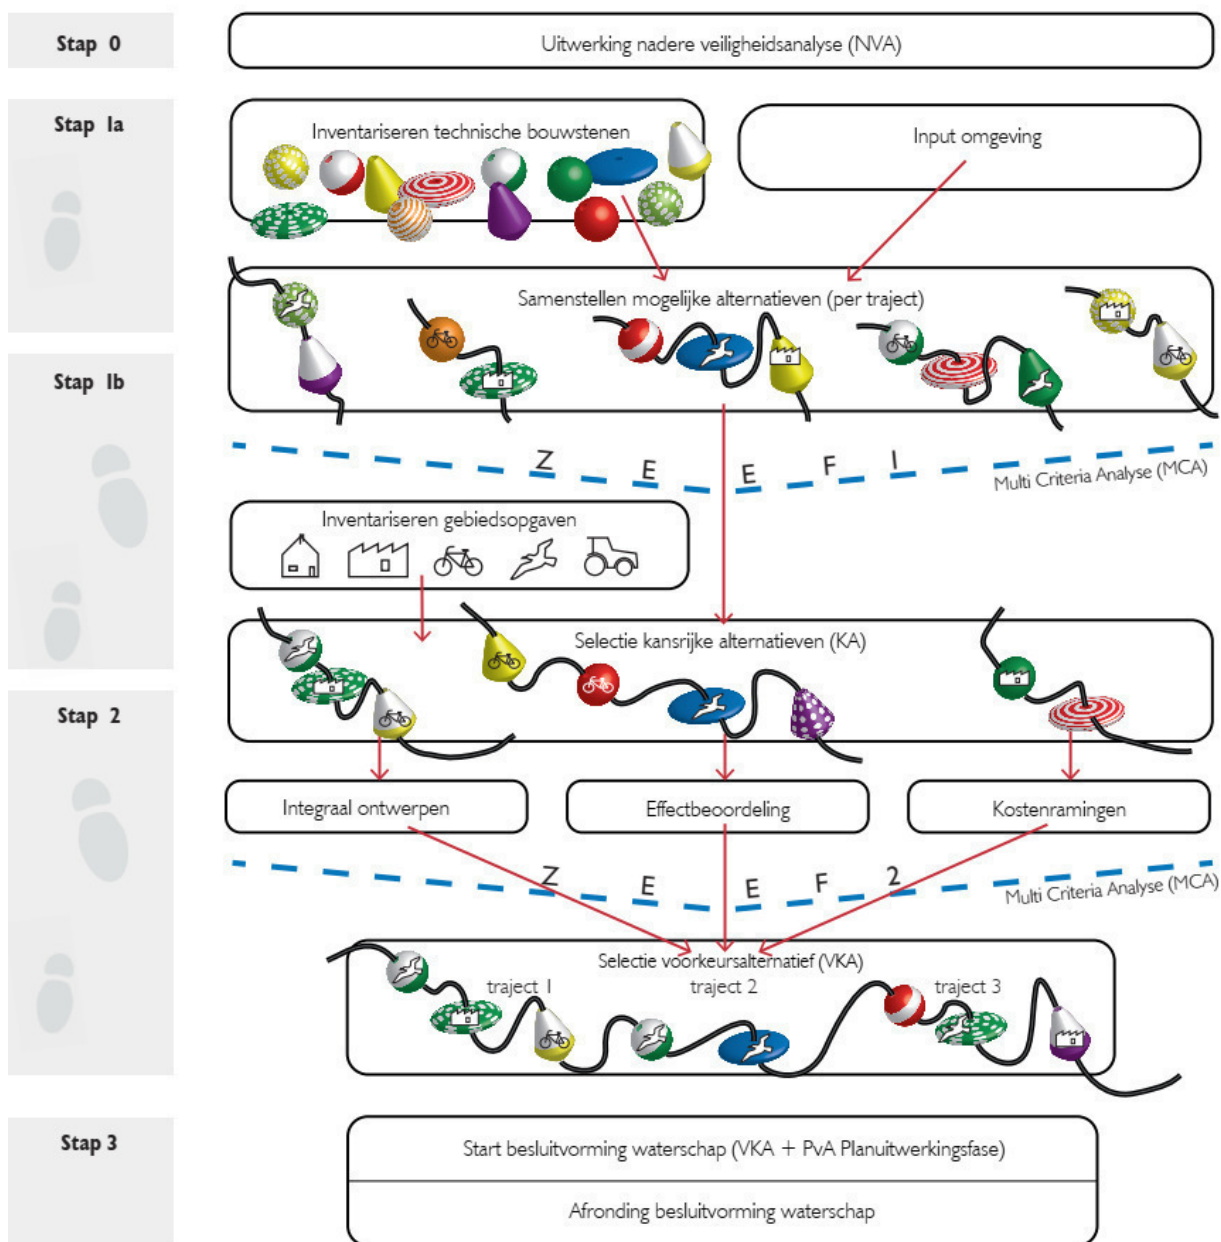 Stap 0
Uitwerking nadere veiligheidsanalyse (NVA)
Stap 1a
Inventariseren technische bouwstenen
Input omgeving
Samenstellen mogelijke alternatieven (per traject)
Stap 1b
Z E E F 1
Multi Criteria Analyse (MCA)
Inventariseren gebiedsopgaven
Selectie kansrijke alternatieven (KA)
Stap 2
Integraal ontwerpen
Effectbeoordeling
Kostenramingen
Z E E F 2
Multi Criteria Analyse (MCA)
Selectie voorkeursalternatief (VKA)
traject 1
traject 2
traject 3
Stap 3
Start besluitvorming waterschap (VKA + PvA Planuitwerkingsfase)
Afronding besluitvorming waterschap